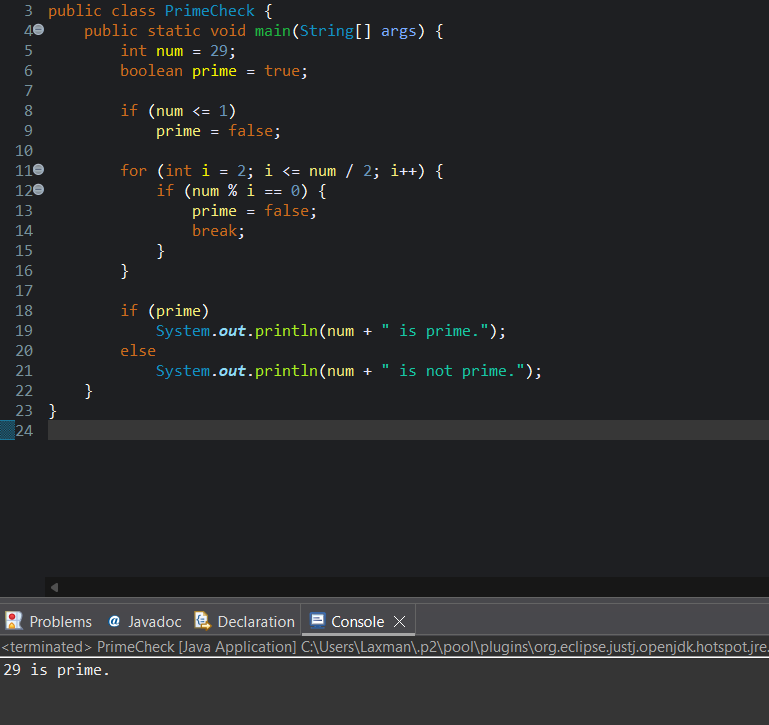 3 public class PrimeCheck {
4 public static void main(String[] args) {
5 int num = 29;
6 boolean prime = true;
7
8 if (num <= 1)
9 prime = false;
10
11 for (int i = 2; i <= num / 2; i++) {
12 if (num % i == 0) {
13 prime = false;
14 break;
15 }
16 }
17
18 if (prime)
19 System.out.println(num + " is prime.");
20 else
21 System.out.println(num + " is not prime.");
22 }
23 }
24
Problems @ Javadoc Declaration Console
<terminated> PrimeCheck [Java Application] C:\Users\Laxman\.p2\pool\plugins\org.eclipse.justj.openjdk.hotspot.jre.
29 is prime.